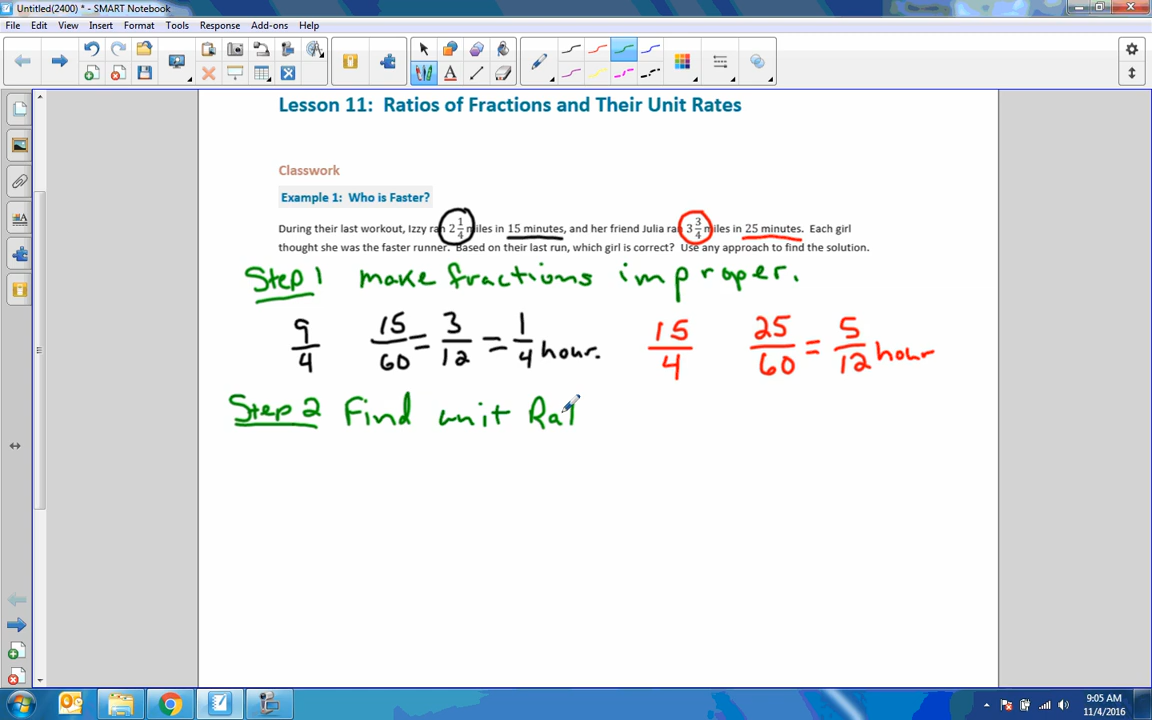 Untitled(2400) * - SMART Notebook
File Edit View Insert Format Tools Response Add-ons Help
Lesson 11: Ratios of Fractions and Their Unit Rates
Classwork
Example 1: Who is Faster?
During their last workout, Izzy ran 2 1/4 miles in 15 minutes, and her friend Julia ran 3 3/4 miles in 25 minutes. Each girl
thought she was the faster runner. Based on their last run, which girl is correct? Use any approach to find the solution.
Step 1 make fractions improper.
9/4 15/60 = 3/12 = 1/4 hour. 15/4 25/60 = 5/12 hour
Step 2 Find unit Rat
9:05 AM
11/4/2016